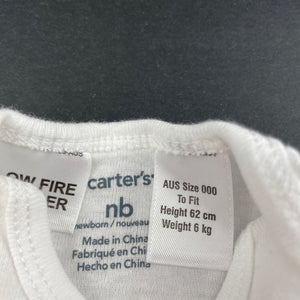 OW FIRE
ER
carter's
nb
newborn / nouveau
Made in China
Fabriqué en Chi
Hecho en China
AUS Size 000
To Fit
Height 62 cm
Weight 6 kg